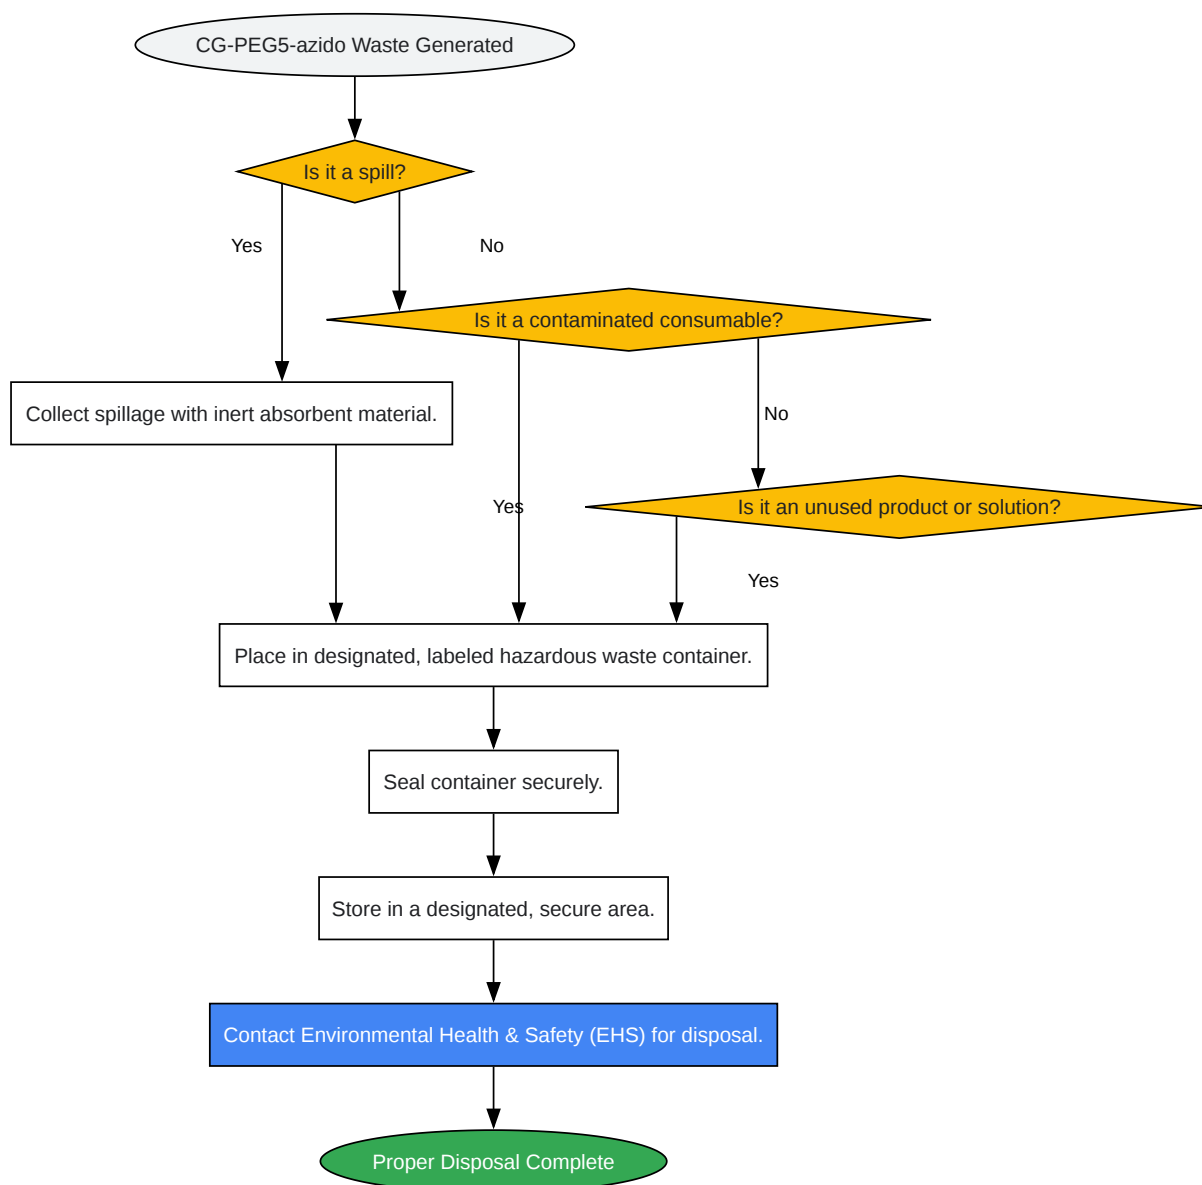 CG-PEG5-azido Waste Generated
Is it a spill?
Yes
No
Is it a contaminated consumable?
Collect spillage with inert absorbent material.
No
Yes
Is it an unused product or solution?
Yes
Place in designated, labeled hazardous waste container.
Seal container securely.
Store in a designated, secure area.
Contact Environmental Health & Safety (EHS) for disposal.
Proper Disposal Complete